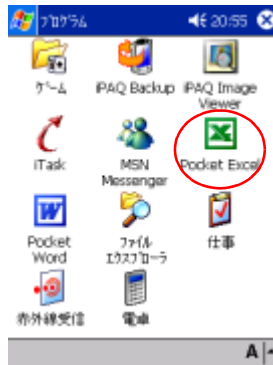 プログラム 20:55
ゲーム iPAQ Backup iPAQ Image
Viewer
iTask MSN
Messenger Pocket Excel
Pocket
Word ファイル
エクスプローラ 仕事
赤外線受信 電卓
A